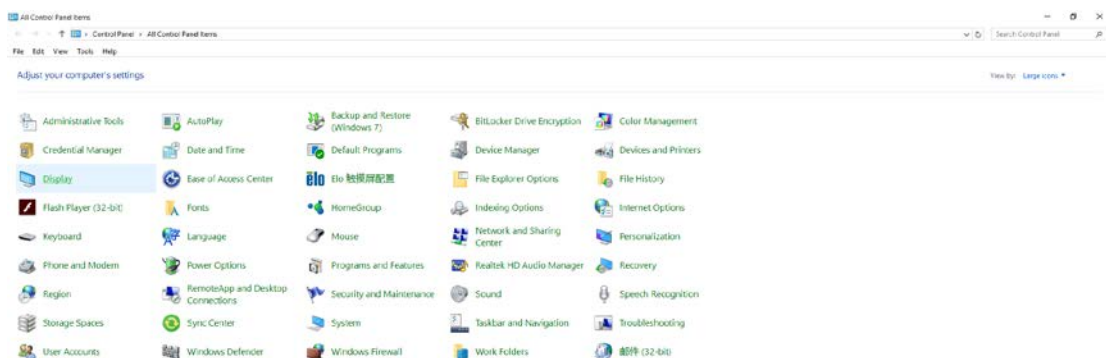 All Control Panel Items
Control Panel › All Control Panel Items
Search Control Panel
File Edit View Tools Help
Adjust your computer's settings
View by: Large icons
Administrative Tools
AutoPlay
Backup and Restore
(Windows 7)
BitLocker Drive Encryption
Color Management
Credential Manager
Date and Time
Default Programs
Device Manager
Devices and Printers
Display
Ease of Access Center
elo
Elo 触摸屏配置
File Explorer Options
File History
Flash Player (32-bit)
Fonts
HomeGroup
Indexing Options
Internet Options
Keyboard
Language
Mouse
Network and Sharing
Center
Personalization
Phone and Modem
Power Options
Programs and Features
Realtek HD Audio Manager
Recovery
Region
RemoteApp and Desktop
Connections
Security and Maintenance
Sound
Speech Recognition
Storage Spaces
Sync Center
System
Taskbar and Navigation
Troubleshooting
User Accounts
Windows Defender
Windows Firewall
Work Folders
邮件 (32-bit)